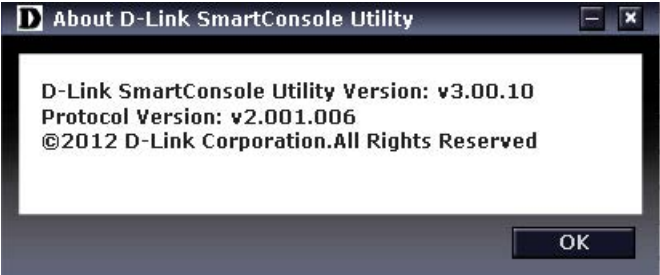 D About D-Link SmartConsole Utility
D-Link SmartConsole Utility Version: v3.00.10
Protocol Version: v2.001.006
©2012 D-Link Corporation.All Rights Reserved
OK